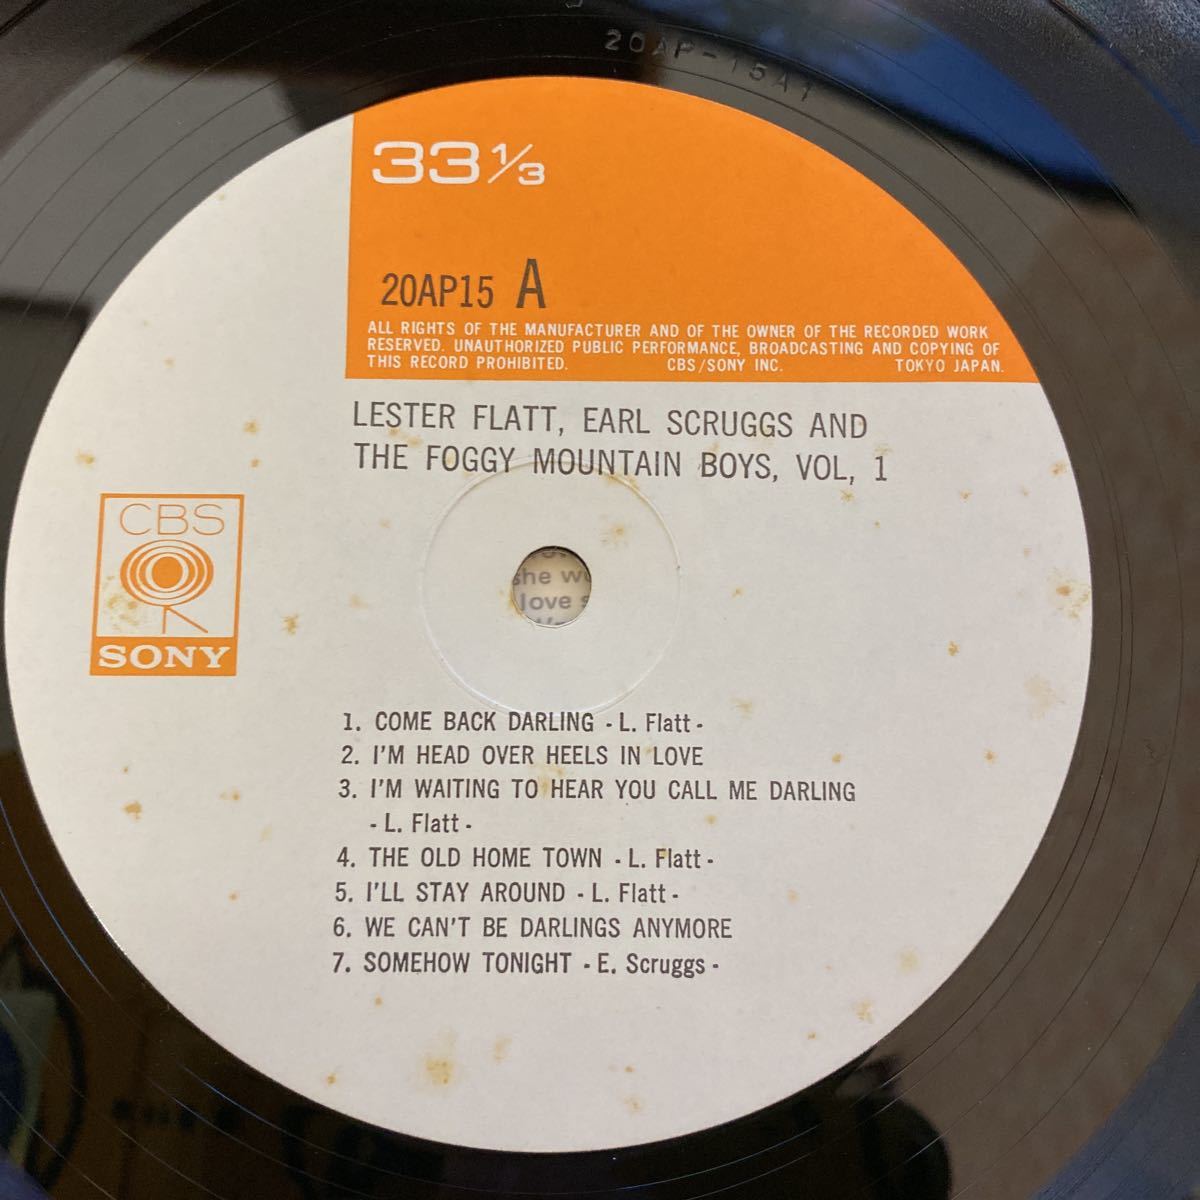 20AP-15A1
33 1/3
20AP15 A
ALL RIGHTS OF THE MANUFACTURER AND OF THE OWNER OF THE RECORDED WORK
RESERVED. UNAUTHORIZED PUBLIC PERFORMANCE, BROADCASTING AND COPYING OF
THIS RECORD PROHIBITED. CBS/SONY INC. TOKYO JAPAN.
LESTER FLATT, EARL SCRUGGS AND
THE FOGGY MOUNTAIN BOYS, VOL, 1
CBS
SONY
she
love
1. COME BACK DARLING - L. Flatt -
2. I'M HEAD OVER HEELS IN LOVE
3. I'M WAITING TO HEAR YOU CALL ME DARLING
- L. Flatt -
4. THE OLD HOME TOWN - L. Flatt -
5. I'LL STAY AROUND - L. Flatt -
6. WE CAN'T BE DARLINGS ANYMORE
7. SOMEHOW TONIGHT - E. Scruggs -